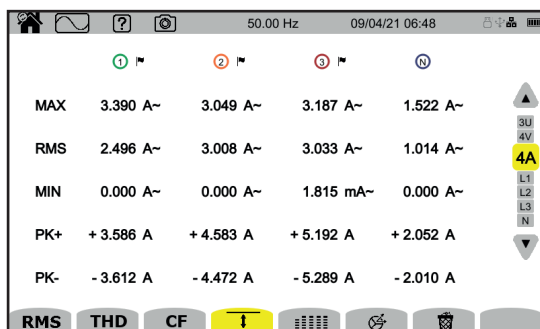 ? 50.00 Hz 09/04/21 06:48
1 2 3 N
MAX 3.390 A~ 3.049 A~ 3.187 A~ 1.522 A~
RMS 2.496 A~ 3.008 A~ 3.033 A~ 1.014 A~
MIN 0.000 A~ 0.000 A~ 1.815 mA~ 0.000 A~
PK+ + 3.586 A + 4.583 A + 5.192 A + 2.052 A
PK- - 3.612 A - 4.472 A - 5.289 A - 2.010 A
3U
4V
4A
L1
L2
L3
N
RMS THD CF